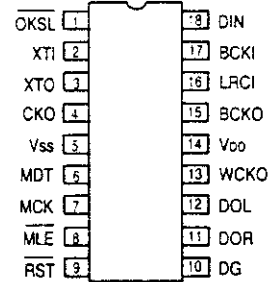 OKSL 1 18 DIN
XTI 2 17 BCKI
XTO 3 16 LRCI
CKO 4 15 BCKO
Vss 5 14 VDD
MDT 6 13 WCKO
MCK 7 12 DOL
MLE 8 11 DOR
RST 9 10 DG